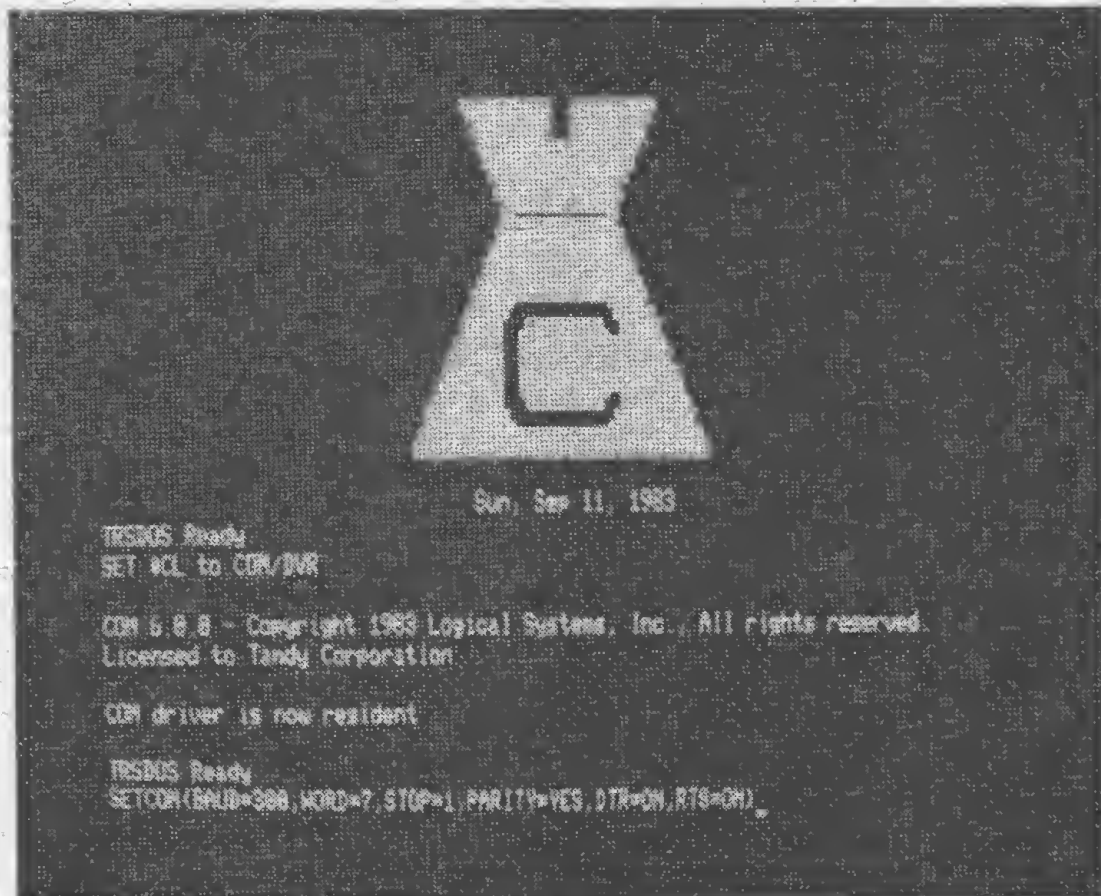 C
Sun, Sep 11, 1983
TRSDOS Ready
SET *CL to COM/DVR
COM 6.0.0 - Copyright 1983 Logical Systems, Inc., All rights reserved.
Licensed to Tandy Corporation
COM driver is now resident
TRSDOS Ready
SETCOM(BAUD=300,WORD=7,STOP=1,PARITY=YES,DTR=ON,RTS=ON)_